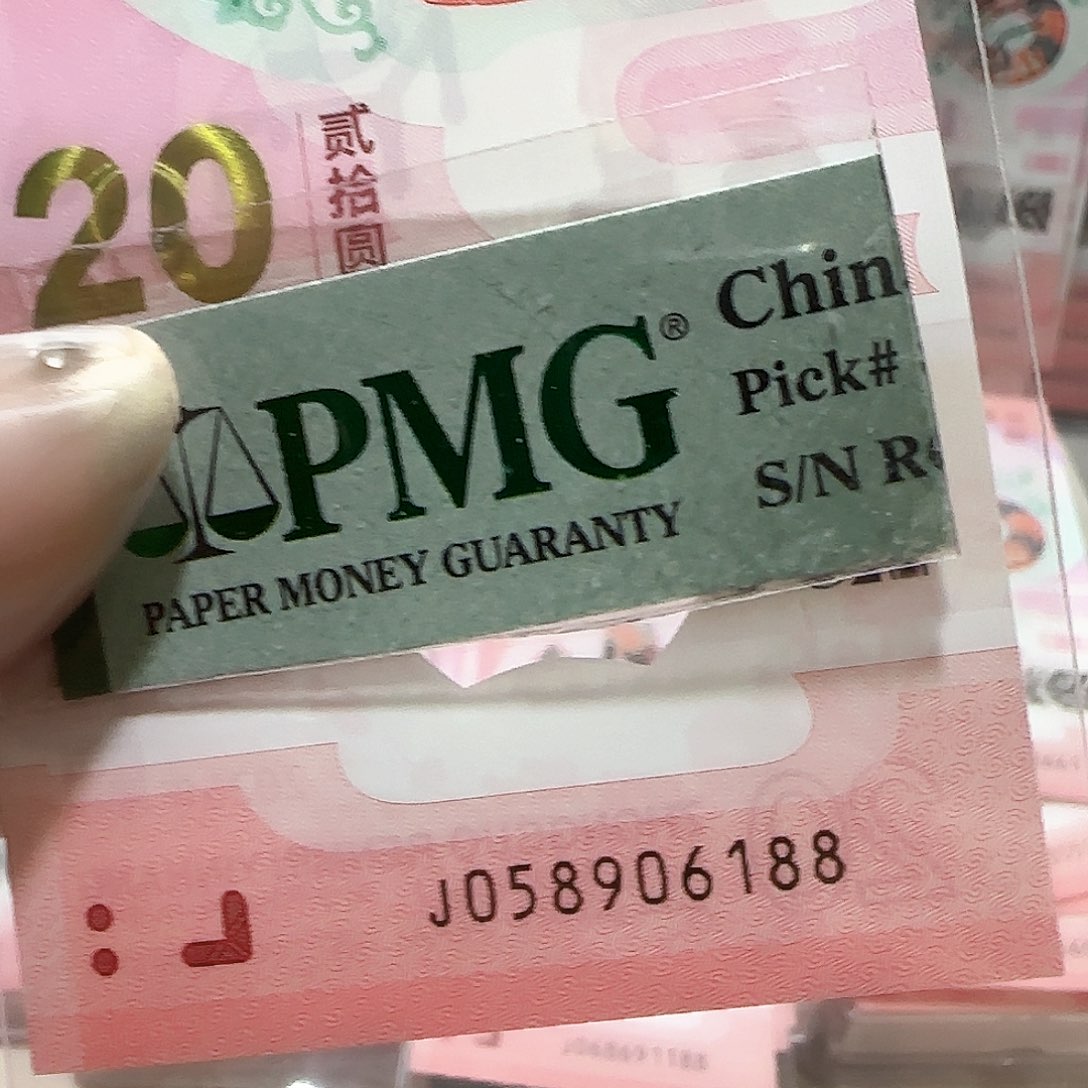 20
贰拾圆
PMG®
PAPER MONEY GUARANTY
Chin
Pick#
S/N R
J058906188